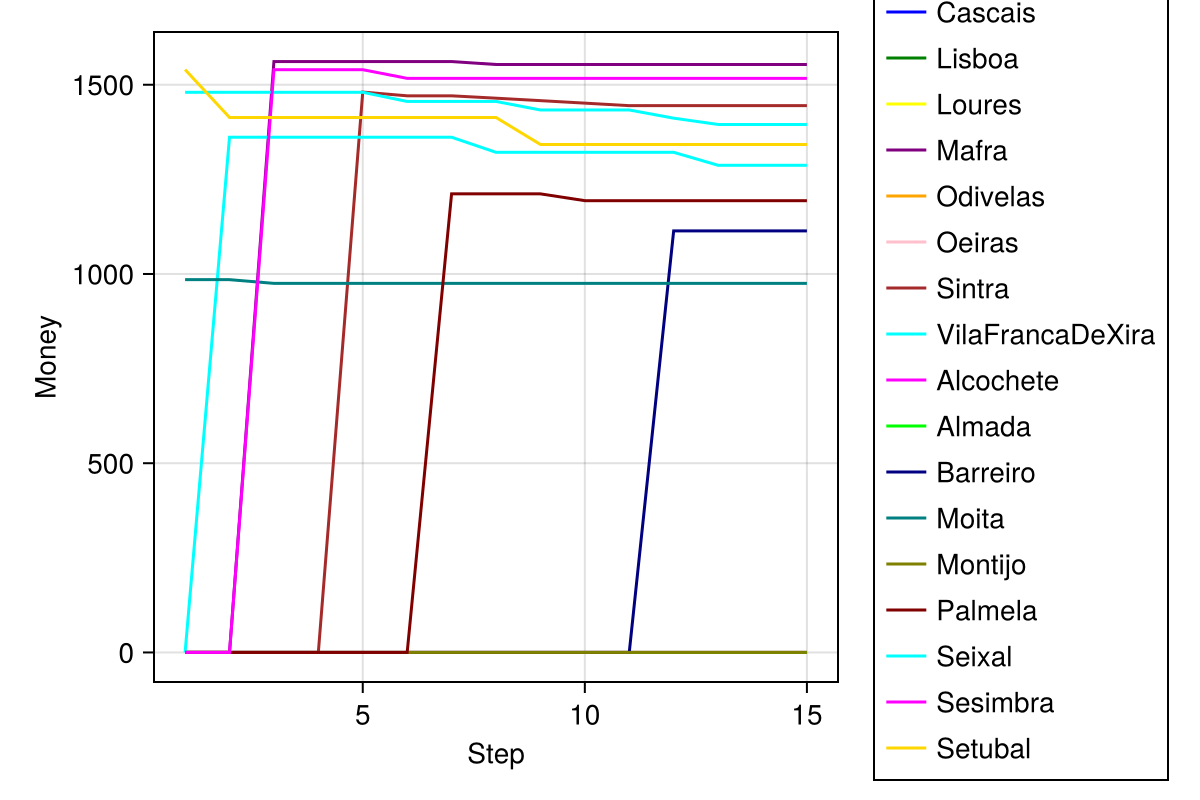 1500
1000
500
0
Money
5
10
15
Step
Cascais
Lisboa
Loures
Mafra
Odivelas
Oeiras
Sintra
VilaFrancaDeXira
Alcochete
Almada
Barreiro
Moita
Montijo
Palmela
Seixal
Sesimbra
Setubal